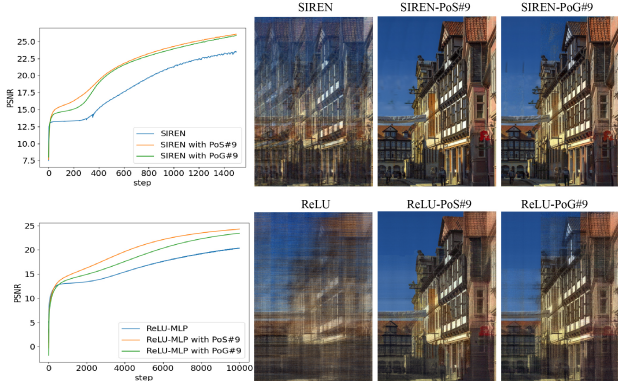 SIREN
SIREN-PoS#9
SIREN-PoG#9
PSNR
25.0
22.5
20.0
17.5
15.0
12.5
10.0
7.5
0 200 400 600 800 1000 1200 1400
step
SIREN
SIREN with PoS#9
SIREN with PoG#9
ReLU
ReLU-PoS#9
ReLU-PoG#9
PSNR
25
20
15
10
5
0
0 2000 4000 6000 8000 10000
step
ReLU-MLP
ReLU-MLP with PoS#9
ReLU-MLP with PoG#9